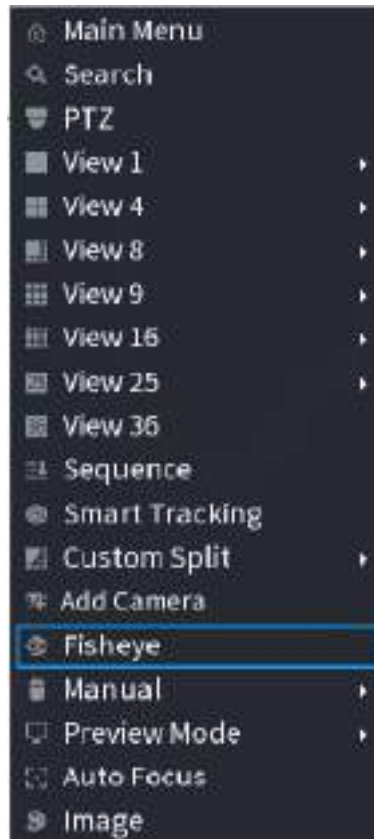 Main Menu
Search
PTZ
View 1
View 4
View 8
View 9
View 16
View 25
View 36
Sequence
Smart Tracking
Custom Split
Add Camera
Fisheye
Manual
Preview Mode
Auto Focus
Image